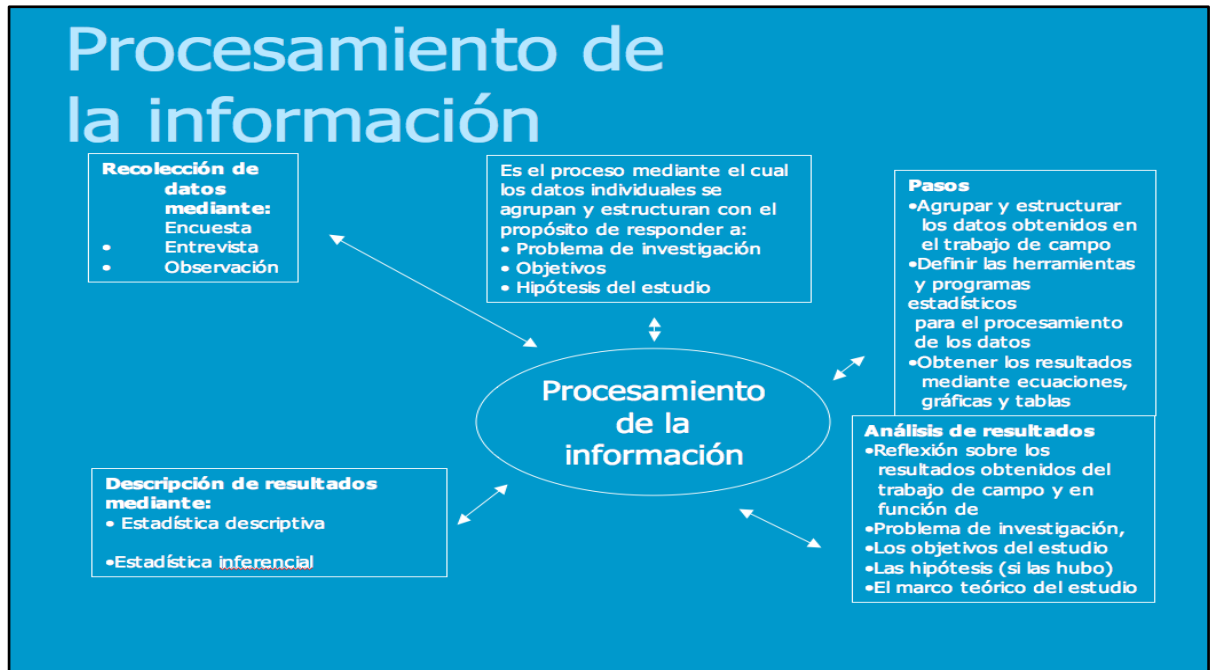 Procesamiento de
la información
Recolección de
datos
mediante:
Encuesta
• Entrevista
• Observación
Es el proceso mediante el cual
los datos individuales se
agrupan y estructuran con el
propósito de responder a:
• Problema de investigación
• Objetivos
• Hipótesis del estudio
Pasos
•Agrupar y estructurar
los datos obtenidos en
el trabajo de campo
•Definir las herramientas
y programas
estadísticos
para el procesamiento
de los datos
•Obtener los resultados
mediante ecuaciones,
gráficas y tablas
Procesamiento
de la
información
Análisis de resultados
•Reflexión sobre los
resultados obtenidos del
trabajo de campo y en
función de
•Problema de investigación,
•Los objetivos del estudio
•Las hipótesis (si las hubo)
•El marco teórico del estudio
Descripción de resultados
mediante:
• Estadística descriptiva
•Estadística inferencial